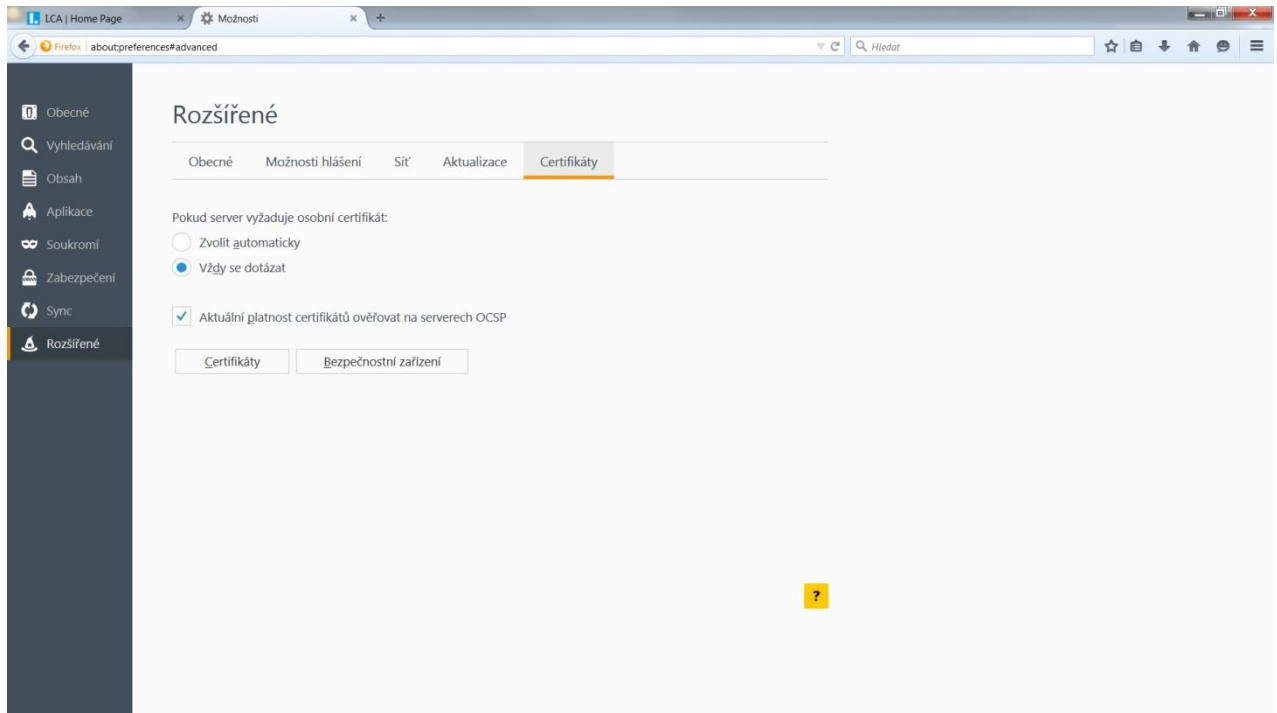 I. LCA | Home Page
Možnosti
Firefox about:preferences#advanced
Hledat
Obecné
Vyhledávání
Obsah
Aplikace
Soukromí
Zabezpečení
Sync
Rozšířené
Rozšířené
Obecné Možnosti hlášení Síť Aktualizace Certifikáty
Pokud server vyžaduje osobní certifikát:
Zvolit automaticky
Vždy se dotázat
Aktuální platnost certifikátů ověřovat na serverech OCSP
Certifikáty Bezpečnostní zařízení
?